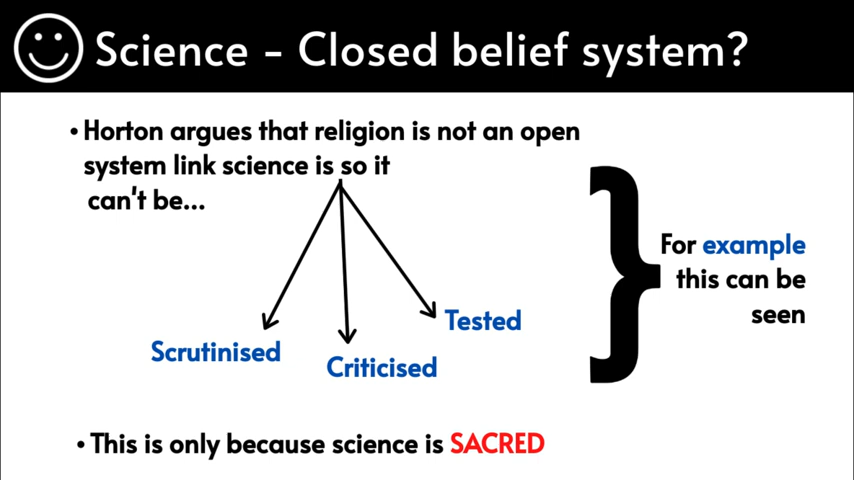 Science - Closed belief system?
• Horton argues that religion is not an open
system link science is so it
can't be...
For example
this can be
seen
Tested
Scrutinised
Criticised
• This is only because science is SACRED